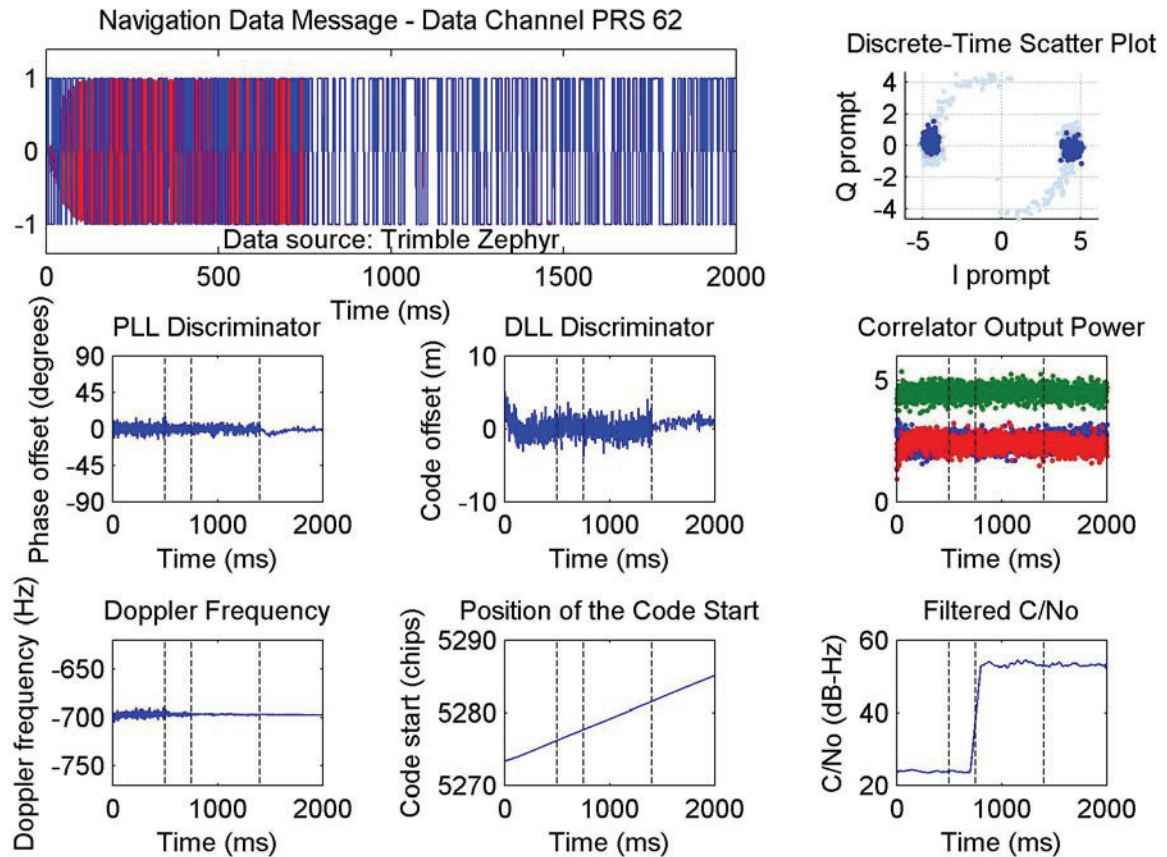 Navigation Data Message - Data Channel PRS 62
1
0
-1
Data source: Trimble Zephyr
0 500 1000 1500 2000
Time (ms)
Discrete-Time Scatter Plot
Q prompt
4
2
0
-2
-4
-5 0 5
I prompt
PLL Discriminator
Phase offset (degrees)
90
45
0
-45
-90
0 1000 2000
Time (ms)
DLL Discriminator
Code offset (m)
10
0
-10
0 1000 2000
Time (ms)
Correlator Output Power
5
0
0 1000 2000
Time (ms)
Doppler Frequency
Doppler frequency (Hz)
-650
-700
-750
0 1000 2000
Time (ms)
Position of the Code Start
Code start (chips)
5290
5280
5270
0 1000 2000
Time (ms)
Filtered C/No
C/No (dB-Hz)
60
40
20
0 1000 2000
Time (ms)